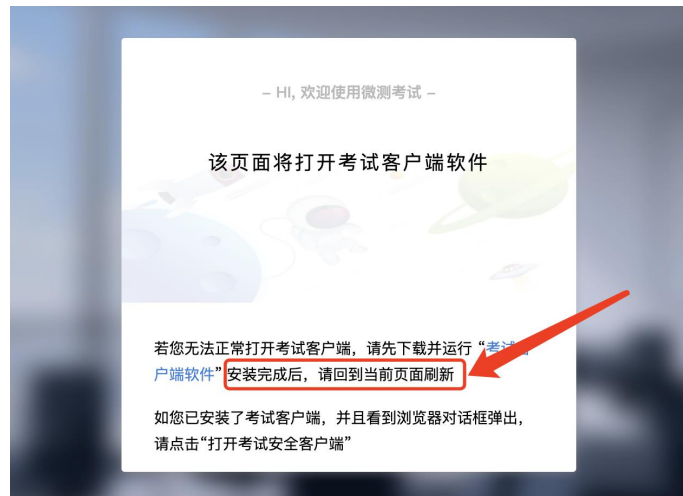 – HI, 欢迎使用微测考试 –
该页面将打开考试客户端软件
若您无法正常打开考试客户端，请先下载并运行 “考试客
户端软件” 安装完成后，请回到当前页面刷新
如您已安装了考试客户端，并且看到浏览器对话框弹出，
请点击“打开考试安全客户端”